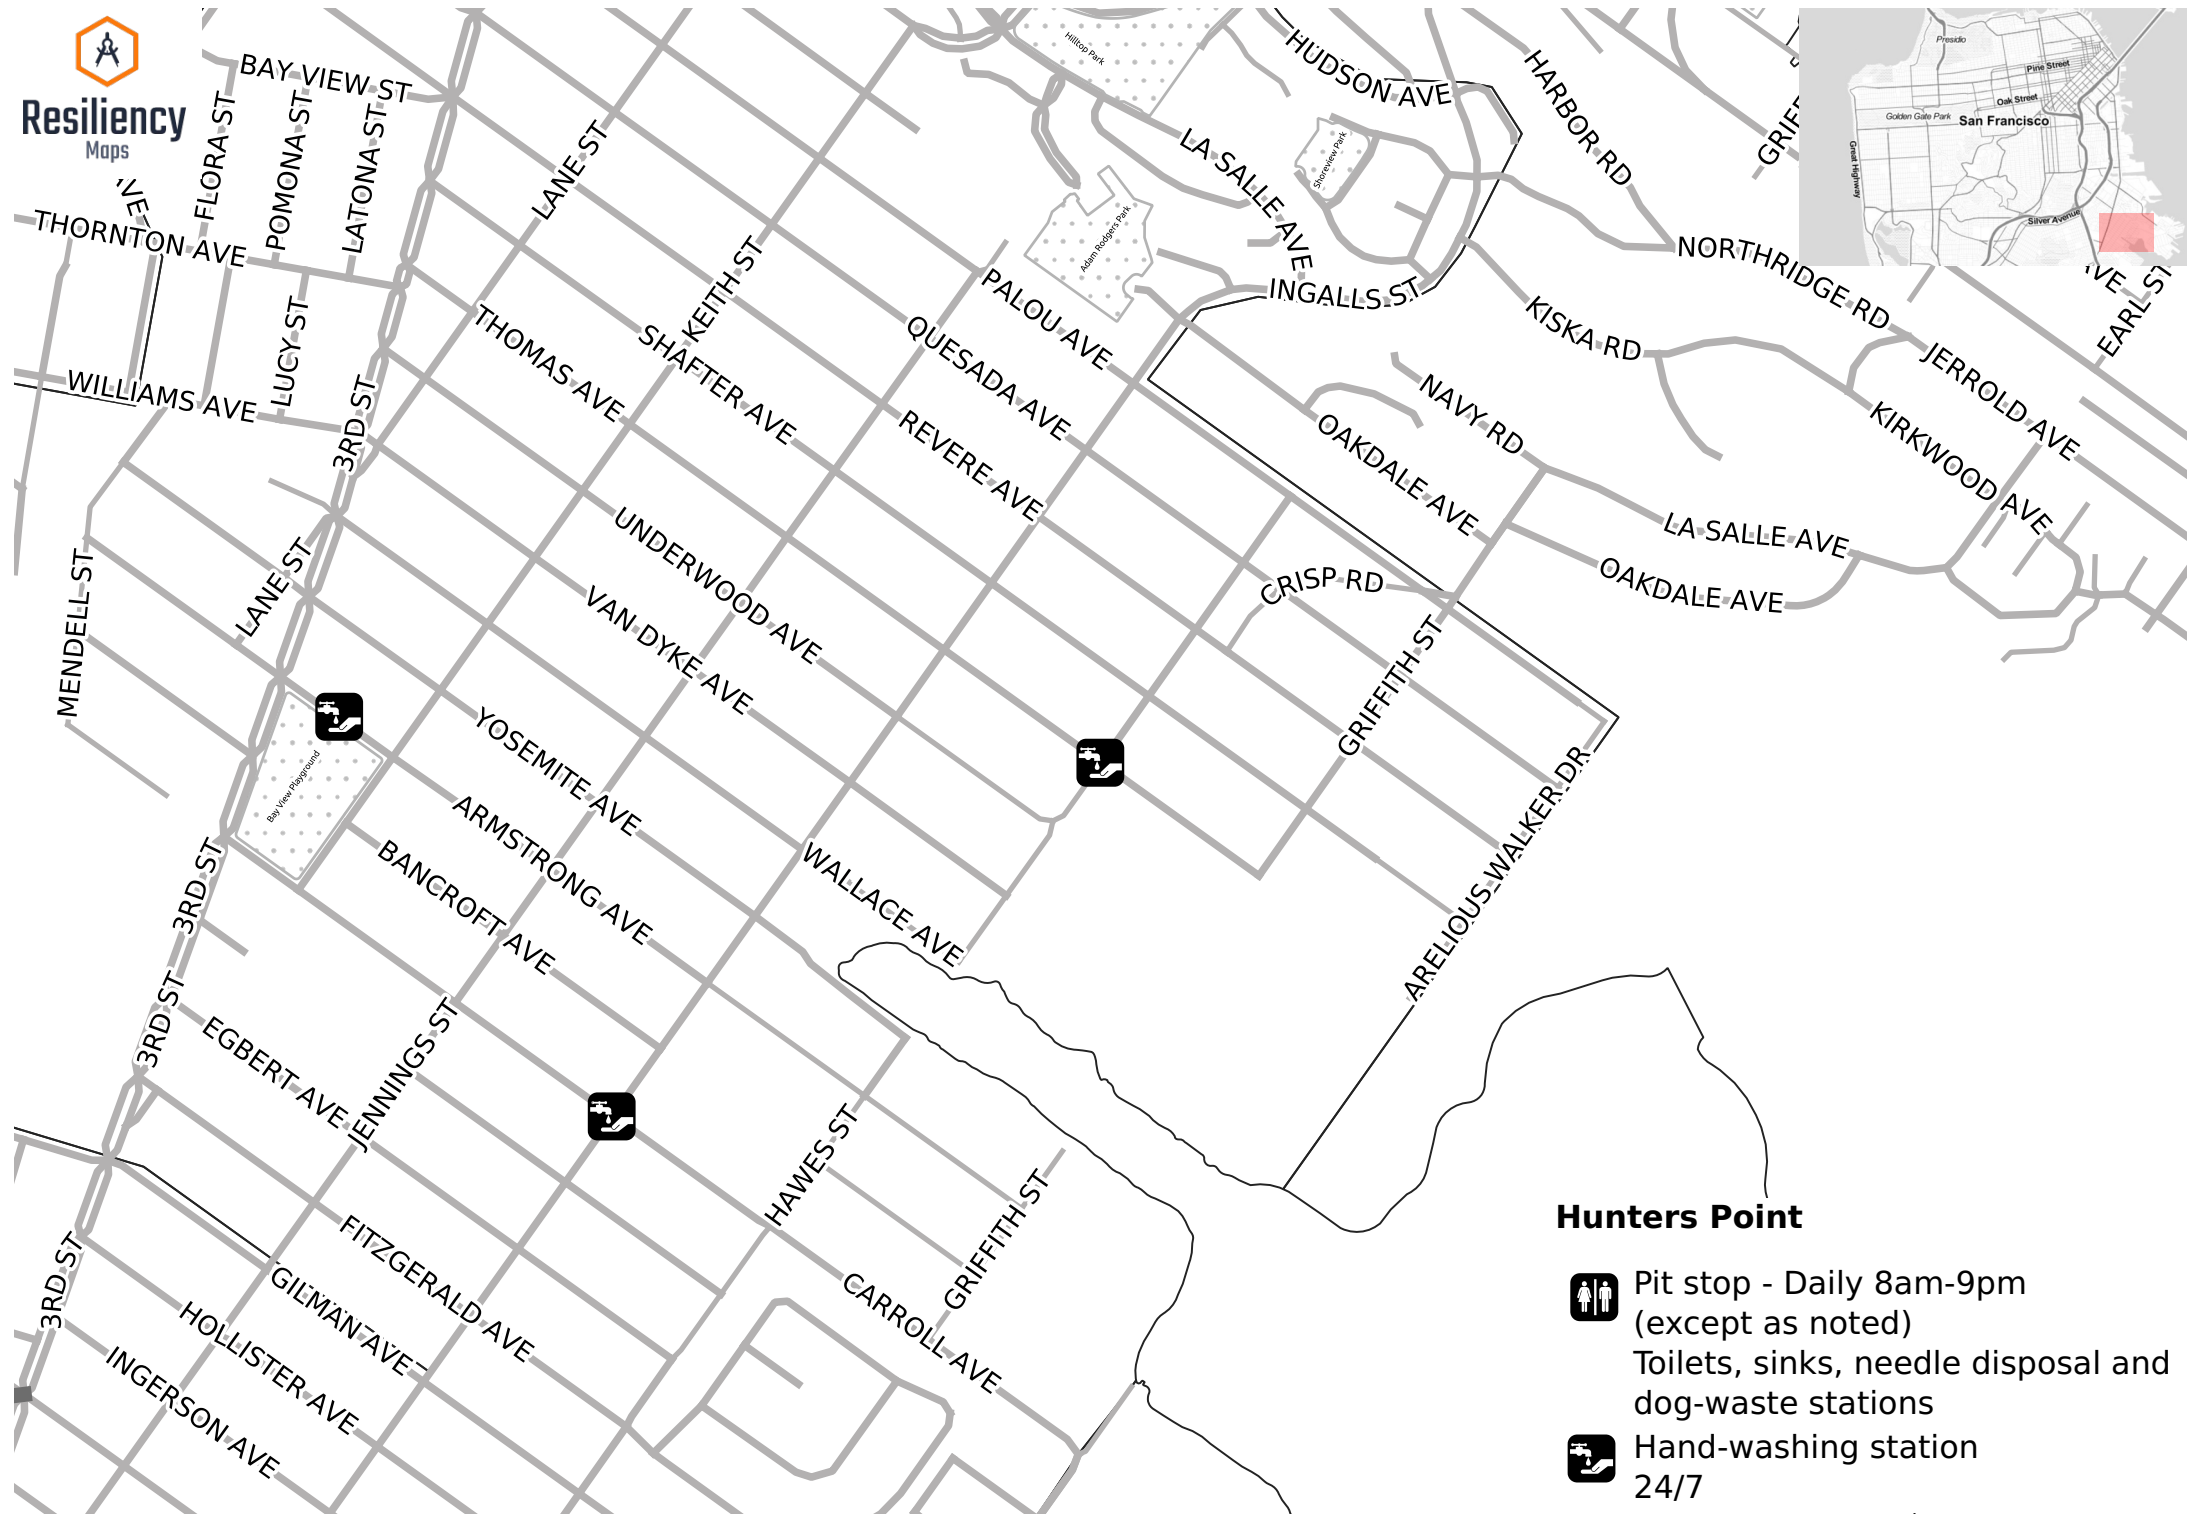 Resiliency
Maps
Hilltop Park
HUDSON AVE
HARBOR RD
GRIFF
Presidio
Pine Street
Oak Street
Golden Gate Park
San Francisco
Great Highway
Silver Avenue
BAY VIEW ST
FLORA ST
POMONA ST
LATONA ST
LANE ST
LA SALLE AVE
Shoreview Park
AVE
THORNTON AVE
KEITH ST
Adam Rodgers Park
PALOU AVE
INGALLS ST
NORTHRIDGE RD
AVE
EARL ST
LUCY ST
THOMAS AVE
SHAFTER AVE
QUESADA AVE
KISKA RD
JERROLD AVE
WILLIAMS AVE
3RD ST
REVERE AVE
NAVY RD
OAKDALE AVE
KIRKWOOD AVE
MENDELL ST
LANE ST
UNDERWOOD AVE
VAN DYKE AVE
CRISP RD
LA SALLE AVE
OAKDALE AVE
GRIFFITH ST
Bay View Playground
YOSEMITE AVE
ARMSTRONG AVE
BANCROFT AVE
WALLACE AVE
ARELIOUS WALKER DR
3RD ST
3RD ST
EGBERT AVE
JENNINGS ST
HAWES ST
GRIFFITH ST
3RD ST
FITZGERALD AVE
GILMAN AVE
HOLLISTER AVE
INGERSON AVE
CARROLL AVE
Hunters Point
Pit stop - Daily 8am-9pm
(except as noted)
Toilets, sinks, needle disposal and
dog-waste stations
Hand-washing station
24/7